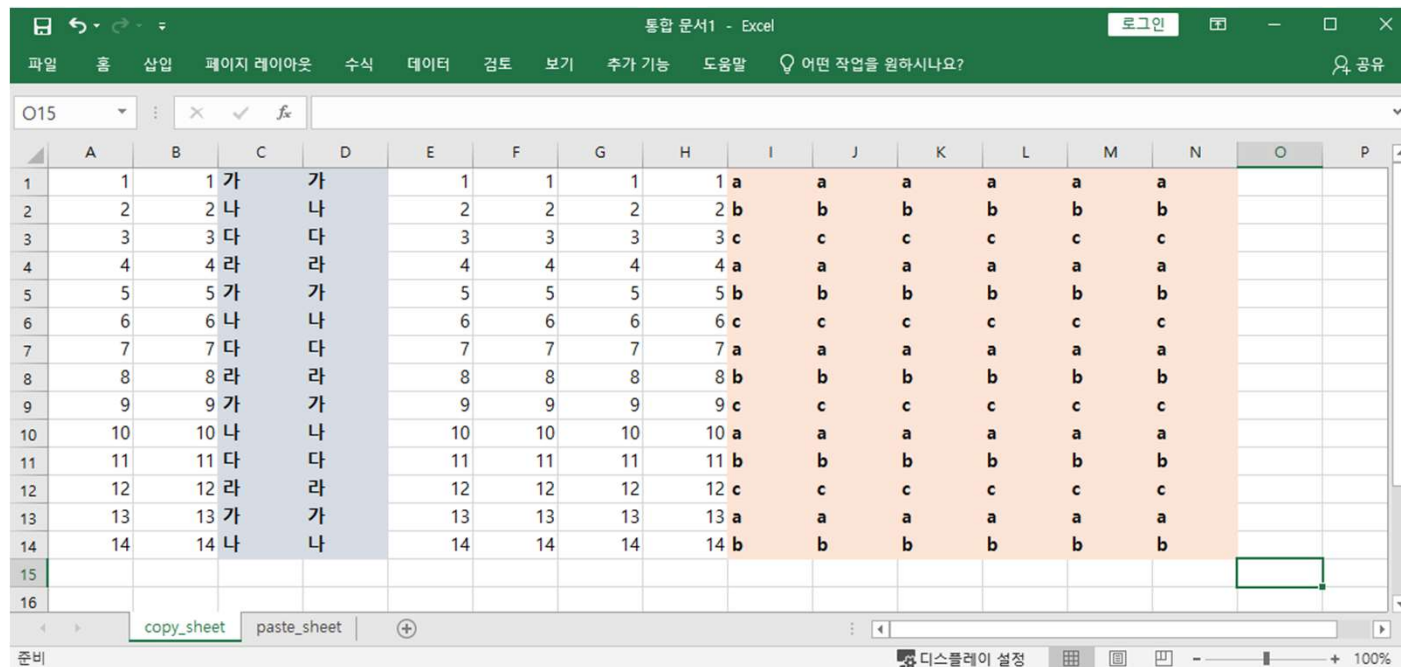 통합 문서1 - Excel 로그인
파일 홈 삽입 페이지 레이아웃 수식 데이터 검토 보기 추가 기능 도움말 어떤 작업을 원하시나요? 공유
O15 fx
A B C D E F G H I J K L M N O P
1 1 1 가 가 1 1 1 1 a a a a a a
2 2 2 나 나 2 2 2 2 b b b b b b
3 3 3 다 다 3 3 3 3 c c c c c c
4 4 4 라 라 4 4 4 4 a a a a a a
5 5 5 가 가 5 5 5 5 b b b b b b
6 6 6 나 나 6 6 6 6 c c c c c c
7 7 7 다 다 7 7 7 7 a a a a a a
8 8 8 라 라 8 8 8 8 b b b b b b
9 9 9 가 가 9 9 9 9 c c c c c c
10 10 10 나 나 10 10 10 10 a a a a a a
11 11 11 다 다 11 11 11 11 b b b b b b
12 12 12 라 라 12 12 12 12 c c c c c c
13 13 13 가 가 13 13 13 13 a a a a a a
14 14 14 나 나 14 14 14 14 b b b b b b
15
16
copy_sheet paste_sheet
준비 디스플레이 설정 100%